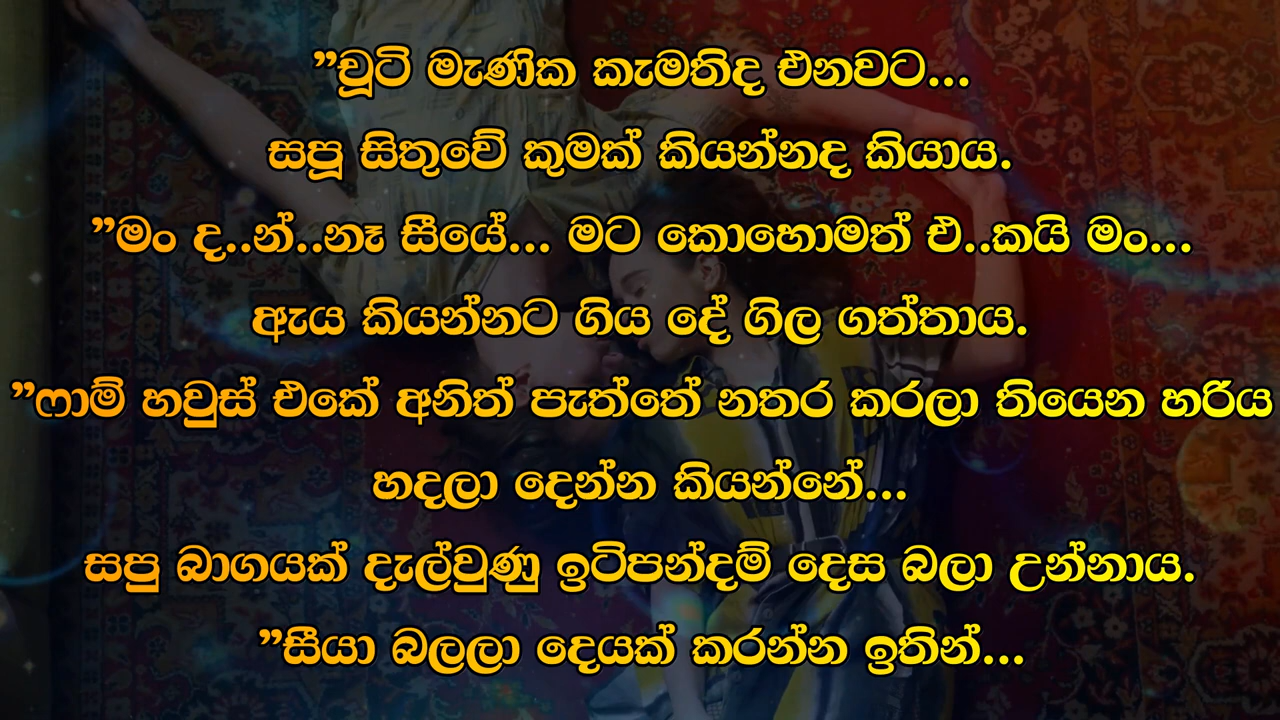 ”චූටි මැණික කැමතිද එනවට...
සපූ සිතුවේ කුමක් කියන්නද කියාය.
”මං ද..න්..නෑ සීයේ... මට කොහොමත් එ..කයි මං...
ඇය කියන්නට ගිය දේ ගිල ගත්තාය.
”ෆාම් හවුස් එකේ අනිත් පැත්තේ නතර කරලා තියෙන හරිය
හදලා දෙන්න කියන්නේ...
සපු බාගයක් දැල්වුණු ඉටිපන්දම් දෙස බලා උන්නාය.
”සීයා බලලා දෙයක් කරන්න ඉතින්...